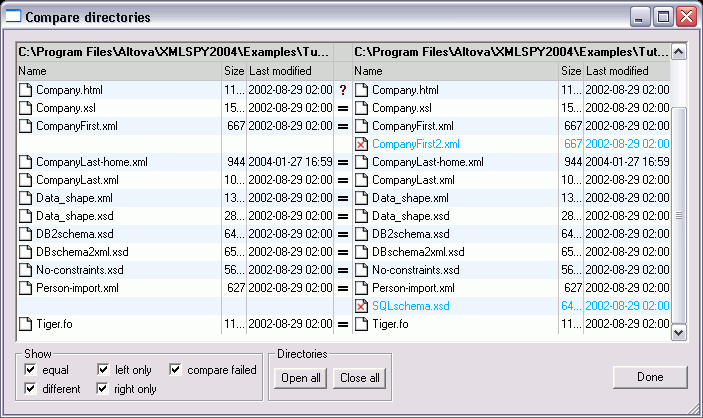 Compare directories
C:\Program Files\Altova\XMLSPY2004\Examples\Tu... C:\Program Files\Altova\XMLSPY2004\Examples\Tut...
Name Size Last modified Name Size Last modified
Company.html 11... 2002-08-29 02:00 ? Company.html 11... 2002-08-29 02:00
Company.xsl 15... 2002-08-29 02:00 = Company.xsl 15... 2002-08-29 02:00
CompanyFirst.xml 667 2002-08-29 02:00 = CompanyFirst.xml 667 2002-08-29 02:00
CompanyFirst2.xml 667 2002-08-29 02:00
CompanyLast-home.xml 944 2004-01-27 16:59 = CompanyLast-home.xml 944 2004-01-27 16:59
CompanyLast.xml 10... 2002-08-29 02:00 = CompanyLast.xml 10... 2002-08-29 02:00
Data_shape.xml 13... 2002-08-29 02:00 = Data_shape.xml 13... 2002-08-29 02:00
Data_shape.xsd 28... 2002-08-29 02:00 = Data_shape.xsd 28... 2002-08-29 02:00
DB2schema.xsd 64... 2002-08-29 02:00 = DB2schema.xsd 64... 2002-08-29 02:00
DBschema2xml.xsd 65... 2002-08-29 02:00 = DBschema2xml.xsd 65... 2002-08-29 02:00
No-constraints.xsd 56... 2002-08-29 02:00 = No-constraints.xsd 56... 2002-08-29 02:00
Person-import.xml 627 2002-08-29 02:00 = Person-import.xml 627 2002-08-29 02:00
SQLschema.xsd 64... 2002-08-29 02:00
Tiger.fo 11... 2002-08-29 02:00 = Tiger.fo 11... 2002-08-29 02:00
Show Directories
equal left only compare failed Open all Close all Done
different right only